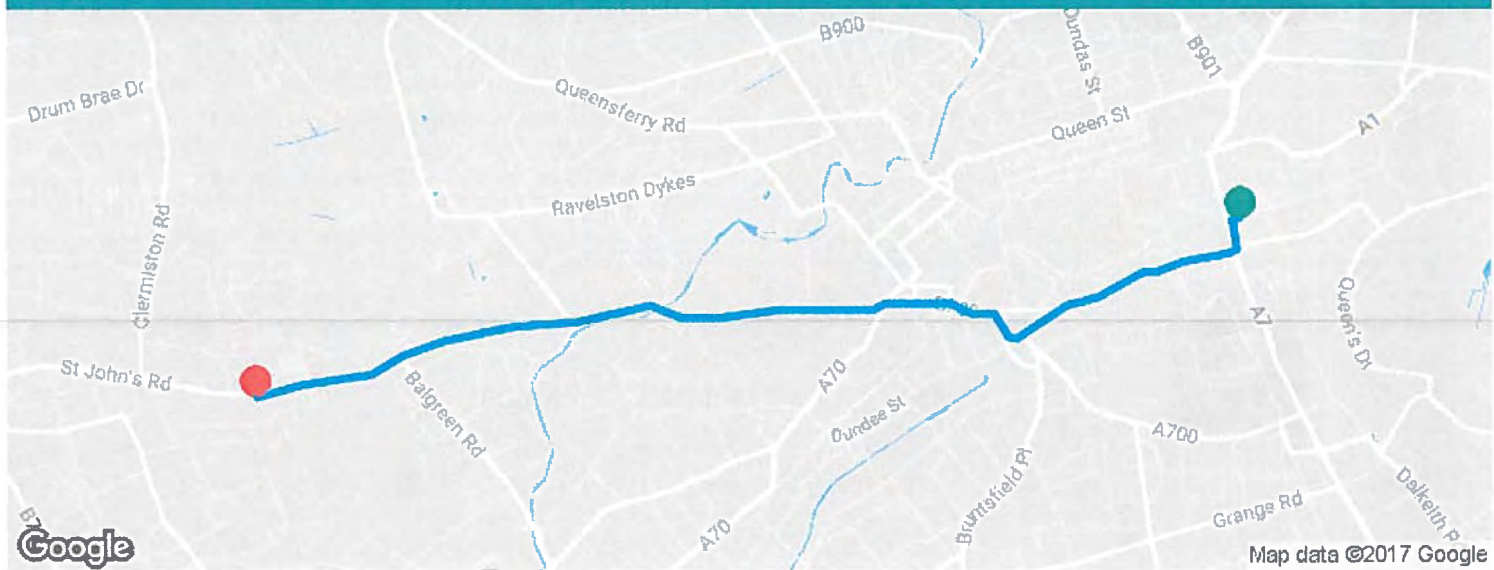 B900
Dundas St
B901
Drum Brae Dr
Queensferry Rd
Queen St
A1
Ravelston Dykes
Clermiston Rd
Queen's Dr
A7
St John's Rd
Balgreen Rd
A70
Dundee St
A700
Bruntsfield Pl
Grange Rd
Dalkeith R
A70
B7
Google
Map data ©2017 Google